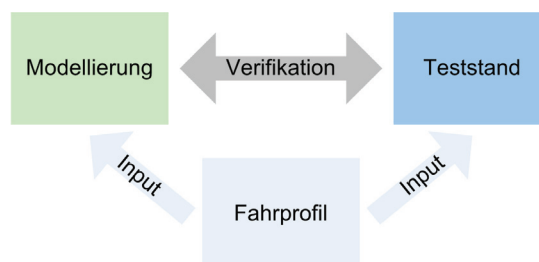 Modellierung
Verifikation
Teststand
Input
Input
Fahrprofil